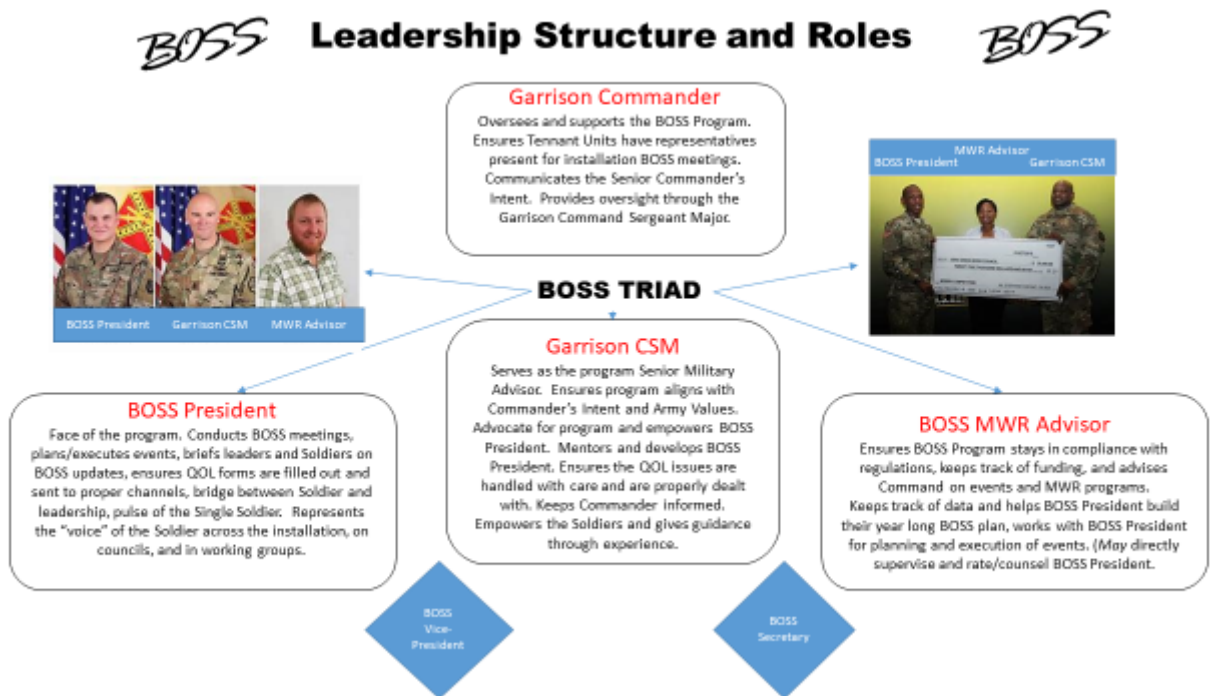 BOSS Leadership Structure and Roles BOSS
Garrison Commander
Oversees and supports the BOSS Program.
Ensures Tennant Units have representatives
present for installation BOSS meetings.
Communicates the Senior Commander's
Intent. Provides oversight through the
Garrison Command Sergeant Major.
MWR Advisor
BOSS President Garrison CSM
BOSS President Garrison CSM MWR Advisor
BOSS TRIAD
Garrison CSM
Serves as the program Senior Military
Advisor. Ensures program aligns with
Commander's Intent and Army Values.
Advocate for program and empowers BOSS
President. Mentors and develops BOSS
President. Ensures the QOL issues are
handled with care and are properly dealt
with. Keeps Commander informed.
Empowers the Soldiers and gives guidance
through experience.
BOSS President
Face of the program. Conducts BOSS meetings,
plans/executes events, briefs leaders and Soldiers on
BOSS updates, ensures QOL forms are filled out and
sent to proper channels, bridge between Soldier and
leadership, pulse of the Single Soldier. Represents
the "voice" of the Soldier across the installation, on
councils, and in working groups.
BOSS MWR Advisor
Ensures BOSS Program stays in compliance with
regulations, keeps track of funding, and advises
Command on events and MWR programs.
Keeps track of data and helps BOSS President build
their year long BOSS plan, works with BOSS President
for planning and execution of events. (May directly
supervise and rate/counsel BOSS President.
BOSS
Vice-
President
BOSS
Secretary